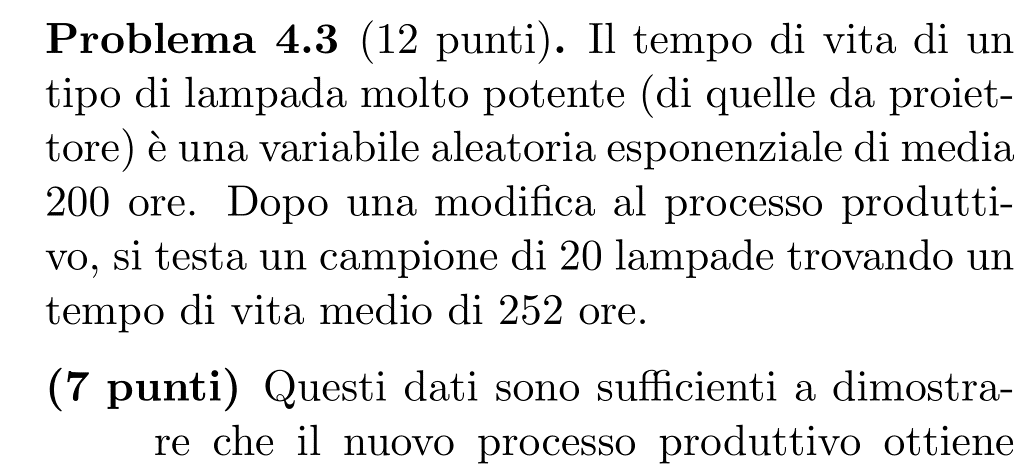 Problema 4.3 (12 punti). Il tempo di vita di un
tipo di lampada molto potente (di quelle da proiet-
tore) è una variabile aleatoria esponenziale di media
200 ore. Dopo una modifica al processo produtti-
vo, si testa un campione di 20 lampade trovando un
tempo di vita medio di 252 ore.
(7 punti) Questi dati sono sufficienti a dimostra-
re che il nuovo processo produttivo ottiene